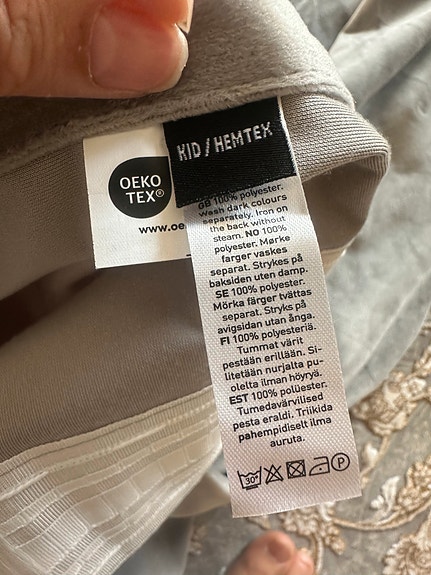 KID / HEMTEX
OEKO
TEX®
www.oe
GB 100% polyester.
wash dark colours
separately. Iron on
the back without
steam. NO 100%
polyester. Mørke
farger vaskes
separat. Strykes på
baksiden uten damp.
SE 100% polyester.
Mörka färger tvättas
separat. Stryks på
avigsidan utan ånga.
FI 100% polyesteriä.
Tummat värit
pestään erillään. Si-
litetään nurjalta pu-
olelta ilman höyryä.
EST 100% polüester.
Tumedavärvilised
pesta eraldi. Triikida
pahempidiselt ilma
auruta.
30°
P